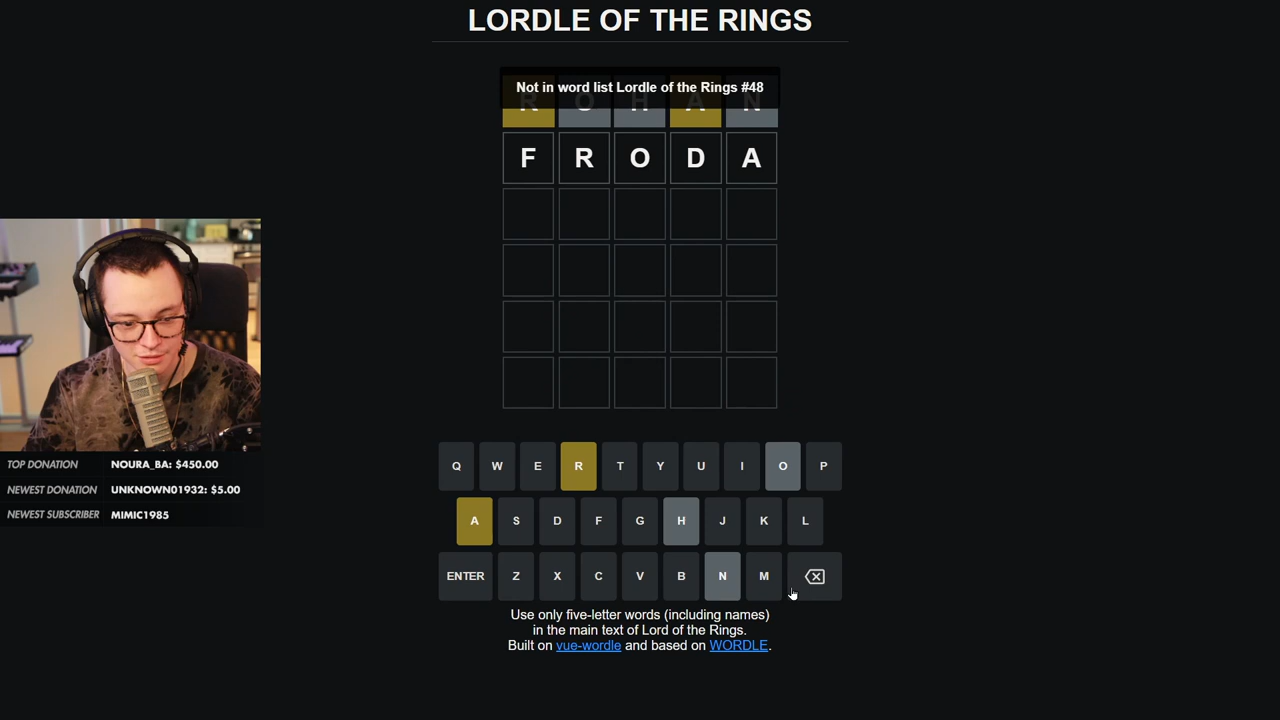 LORDLE OF THE RINGS
Not in word list Lordle of the Rings #48
R O H A N
F R O D A
Q W E R T Y U I O P
A S D F G H J K L
ENTER Z X C V B N M
Use only five-letter words (including names)
in the main text of Lord of the Rings.
Built on vue-wordle and based on WORDLE.
TOP DONATION NOURA_BA: $450.00
NEWEST DONATION UNKNOWN01932: $5.00
NEWEST SUBSCRIBER MIMIC1985